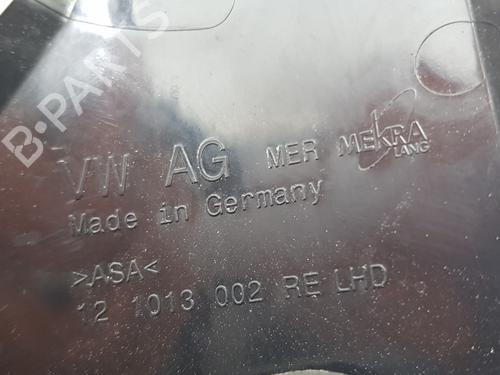 B-PARTS
VW AG MER MEKRA
LANG
Made in Germany
>ASA<
12 1013 002 RE LHD